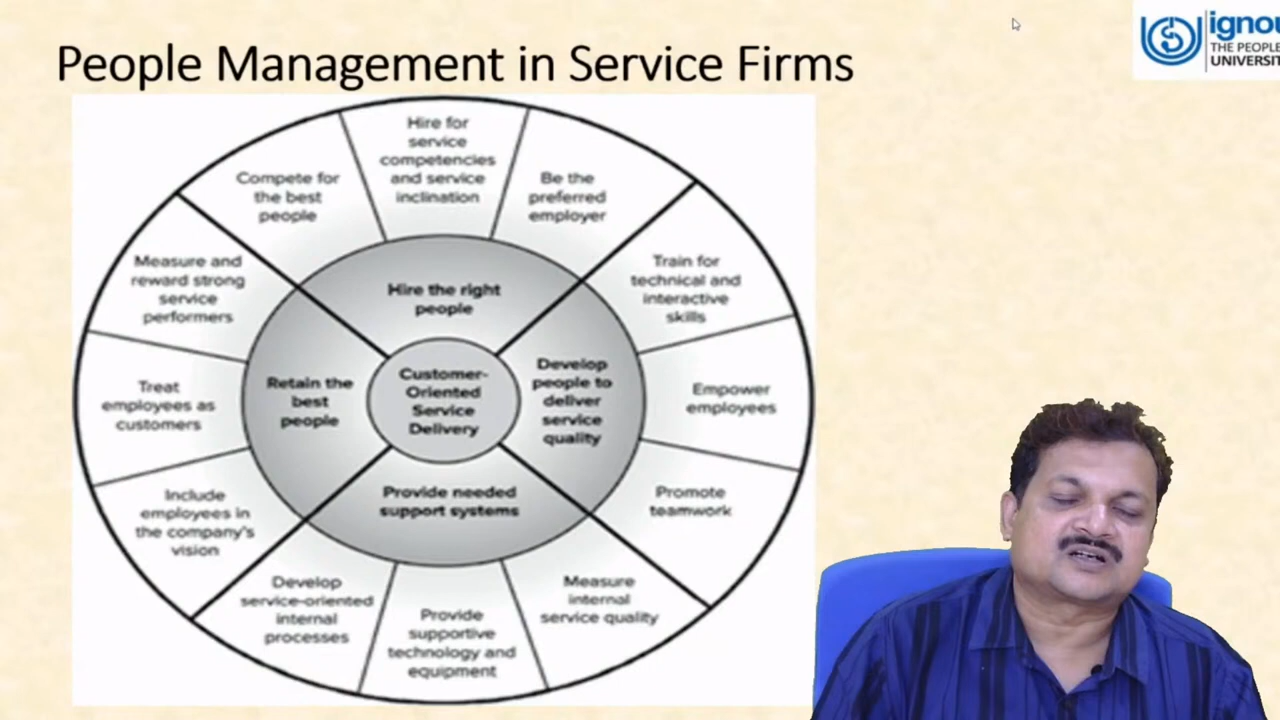 People Management in Service Firms
ignou
THE PEOPLE
UNIVERSIT
Hire for
service
competencies
and service
inclination
Be the
preferred
employer
Train for
technical and
interactive
skills
Empower
employees
Promote
teamwork
Measure
internal
service quality
Provide
supportive
technology and
equipment
Develop
service-oriented
internal
processes
Include
employees in
the company's
vision
Treat
employees as
customers
Measure and
reward strong
service
performers
Compete for
the best
people
Hire the right
people
Develop
people to
deliver
service
quality
Provide needed
support systems
Retain the
best
people
Customer-
Oriented
Service
Delivery